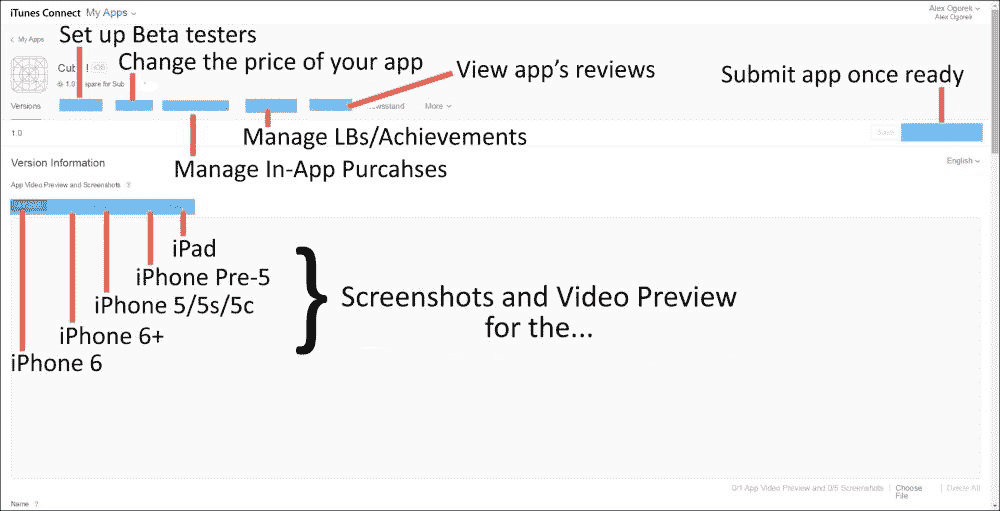 iTunes Connect My Apps
Alex Ogorek
Alex Ogorek
My Apps
Set up Beta testers
Change the price of your app
View app's reviews
Submit app once ready
iOS
Versions
More
Manage LBs/Achievements
1.0
Save
Manage In-App Purcahses
Version Information
English
App Video Preview and Screenshots ?
iPad
iPhone Pre-5
iPhone 5/5s/5c
iPhone 6+
iPhone 6
} Screenshots and Video Preview
for the...
0/1 App Video Preview and 0/5 Screenshots
Choose
File
Delete All
Name ?